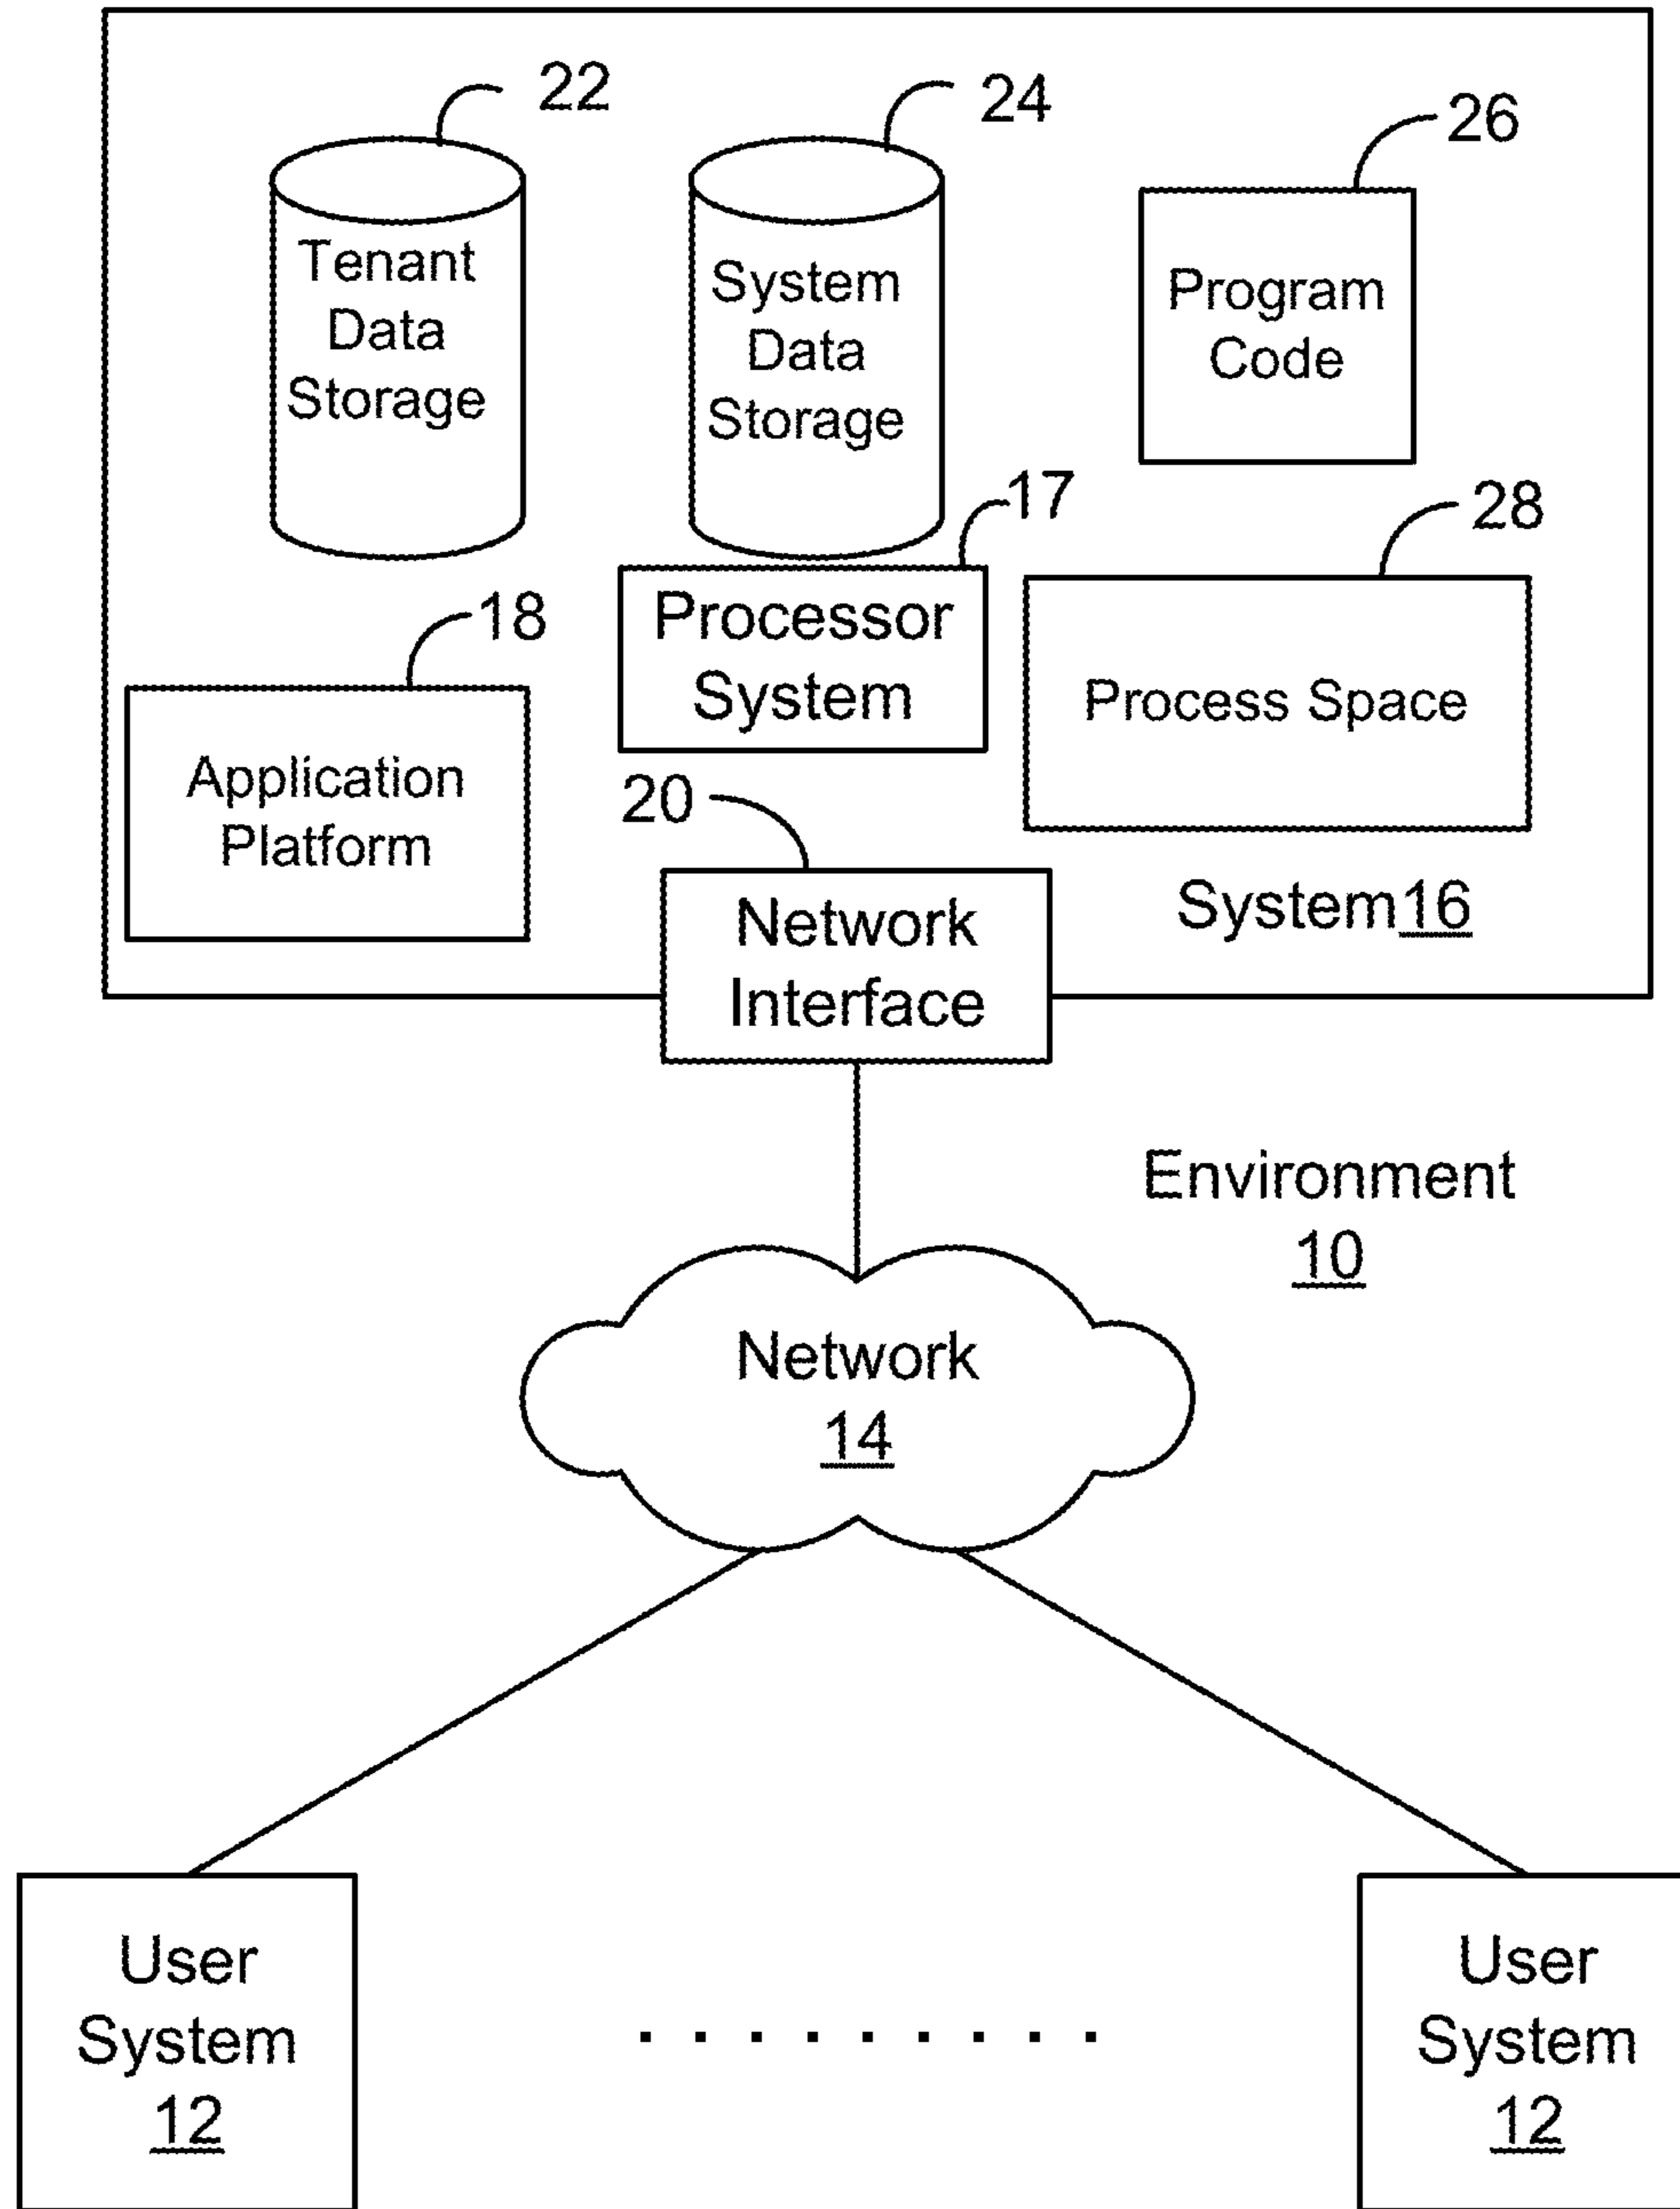 22
24
26
Tenant
Data
Storage
System
Data
Storage
Program
Code
17
28
18
Processor
System
Process Space
Application
Platform
20
Network
Interface
System16
Environment
10
Network
14
User
System
12
User
System
12